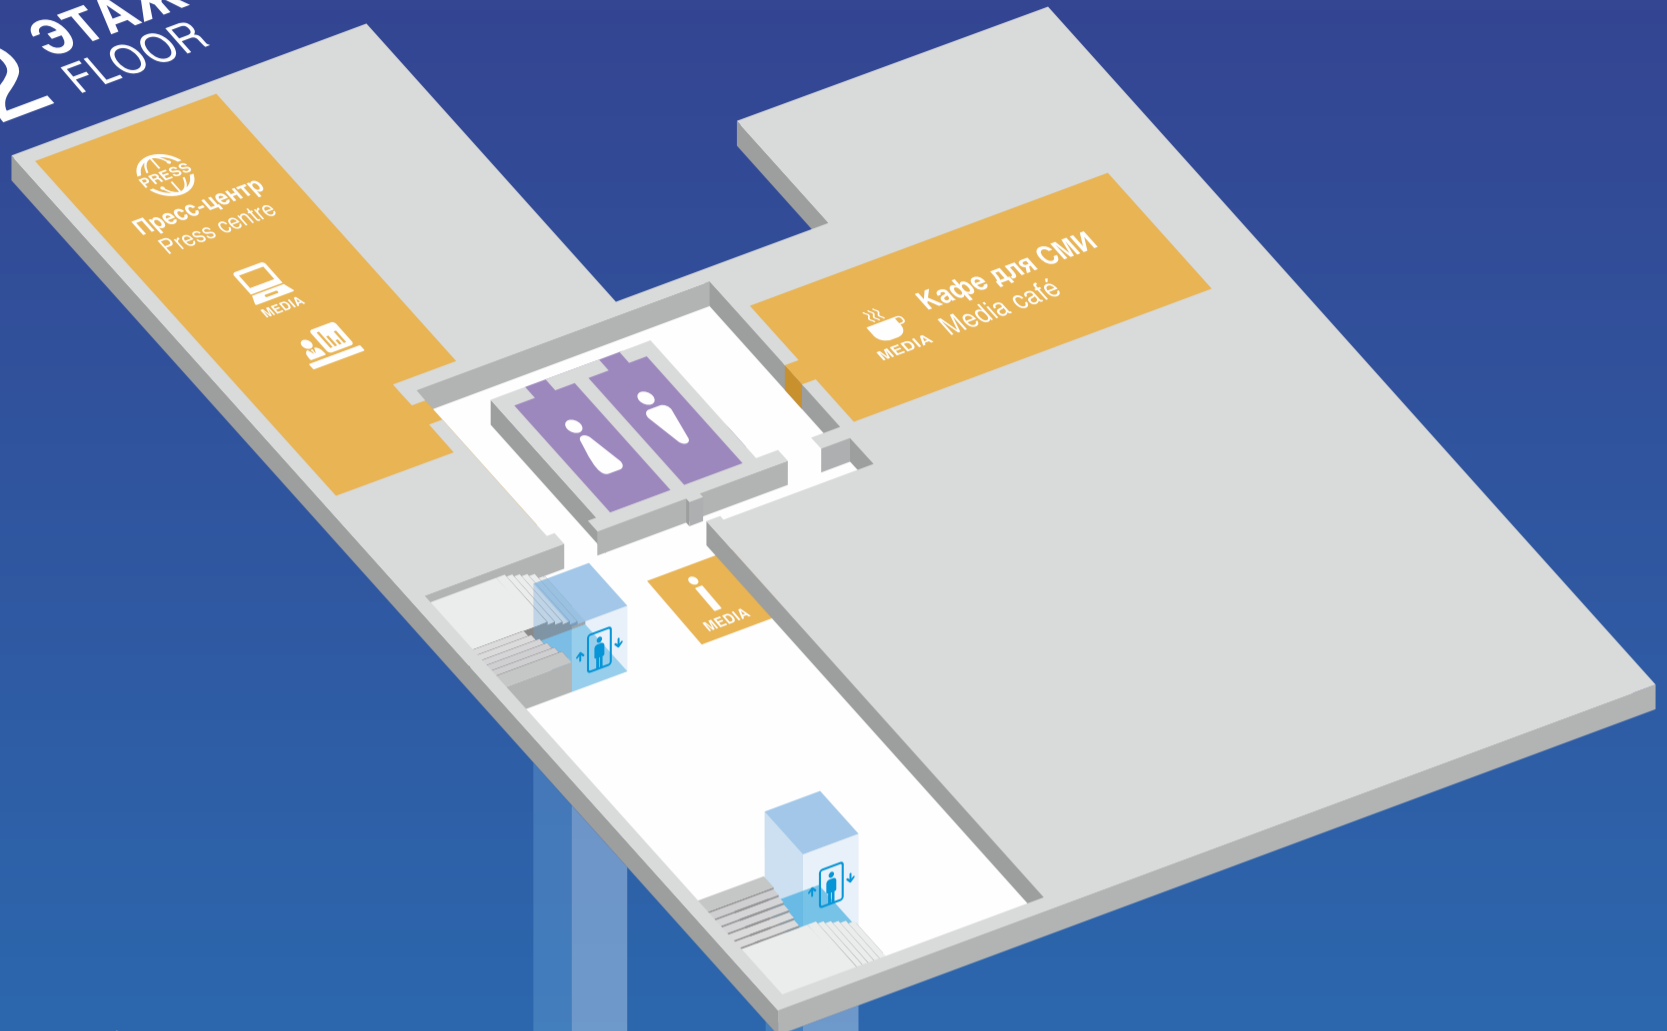 2 ЭТАЖ
FLOOR
PRESS
Пресс-центр
Press centre
MEDIA
Кафе для СМИ
Media café
MEDIA
i
MEDIA